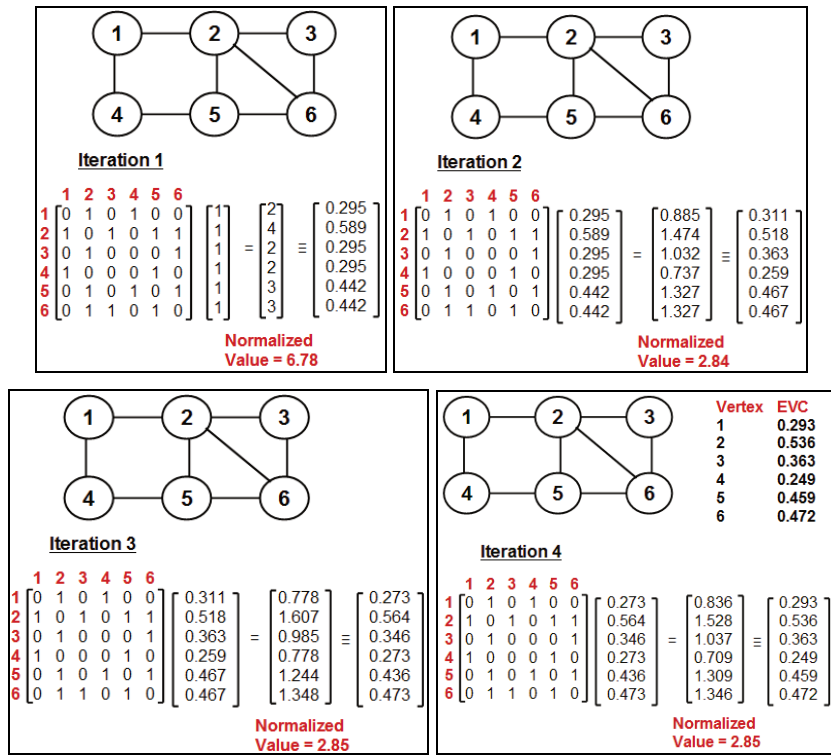 1 2 3
4 5 6
Iteration 1
1 2 3 4 5 6
1 0 1 0 1 0 0 1 2 0.295
2 1 0 1 0 1 1 1 4 0.589
3 0 1 0 0 0 1 1 = 2 ≡ 0.295
4 1 0 0 0 1 0 1 2 0.295
5 0 1 0 1 0 1 1 3 0.442
6 0 1 1 0 1 0 1 3 0.442
Normalized
Value = 6.78
1 2 3
4 5 6
Iteration 2
1 2 3 4 5 6
1 0 1 0 1 0 0 0.295 0.885 0.311
2 1 0 1 0 1 1 0.589 1.474 0.518
3 0 1 0 0 0 1 0.295 = 1.032 ≡ 0.363
4 1 0 0 0 1 0 0.295 0.737 0.259
5 0 1 0 1 0 1 0.442 1.327 0.467
6 0 1 1 0 1 0 0.442 1.327 0.467
Normalized
Value = 2.84
1 2 3
4 5 6
Iteration 3
1 2 3 4 5 6
1 0 1 0 1 0 0 0.311 0.778 0.273
2 1 0 1 0 1 1 0.518 1.607 0.564
3 0 1 0 0 0 1 0.363 = 0.985 ≡ 0.346
4 1 0 0 0 1 0 0.259 0.778 0.273
5 0 1 0 1 0 1 0.467 1.244 0.436
6 0 1 1 0 1 0 0.467 1.348 0.473
Normalized
Value = 2.85
1 2 3
4 5 6
Vertex EVC
1 0.293
2 0.536
3 0.363
4 0.249
5 0.459
6 0.472
Iteration 4
1 2 3 4 5 6
1 0 1 0 1 0 0 0.273 0.836 0.293
2 1 0 1 0 1 1 0.564 1.528 0.536
3 0 1 0 0 0 1 0.346 = 1.037 ≡ 0.363
4 1 0 0 0 1 0 0.273 0.709 0.249
5 0 1 0 1 0 1 0.436 1.309 0.459
6 0 1 1 0 1 0 0.473 1.346 0.472
Normalized
Value = 2.85